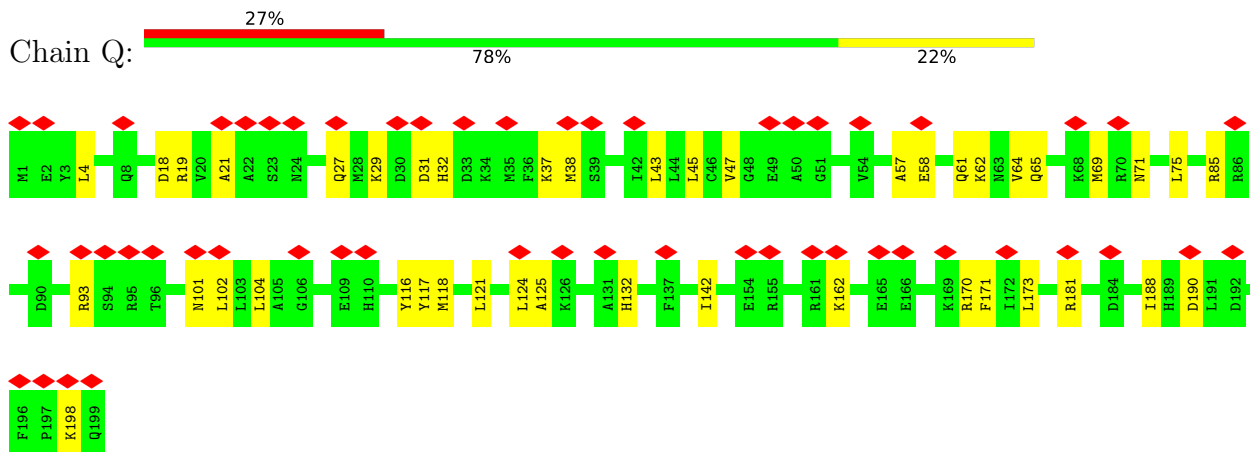 27%
Chain Q:
78% 22%
M1 E2 Y3 L4 Q8 D18 R19 V20 A21 A22 S23 N24 Q27 M28 K29 D30 D31 H32 D33 K34 M35 F36 K37 M38 S39 I42 L43 L44 L45 C46 V47 G48 E49 A50 G51 V54 A57 E58 Q61 K62 N63 V64 Q65 K68 M69 R70 N71 L75 R85 R86
D90 R93 S94 R95 T96 N101 L102 L103 L104 A105 G106 E109 H110 Y116 Y117 M118 L121 L124 A125 K126 A131 H132 F137 I142 E154 R155 R161 K162 E165 E166 K169 R170 F171 I172 L173 R181 D184 I188 H189 D190 L191 D192
F196 P197 K198 Q199